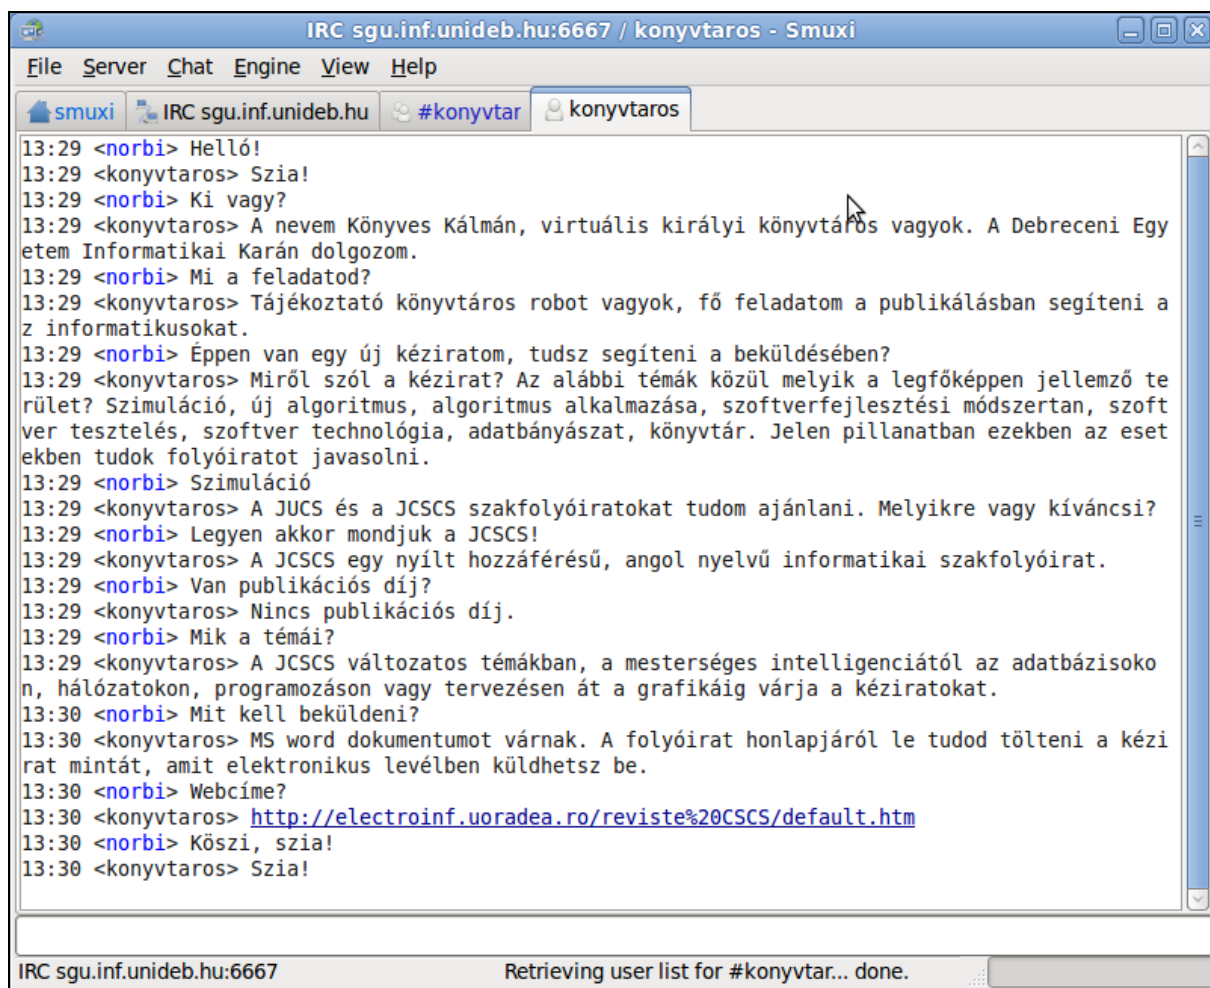 IRC sgu.inf.unideb.hu:6667 / konyvtaros - Smuxi
File Server Chat Engine View Help
smuxi IRC sgu.inf.unideb.hu #konyvtar konyvtaros
13:29 <norbi> Helló!
13:29 <konyvtaros> Szia!
13:29 <norbi> Ki vagy?
13:29 <konyvtaros> A nevem Könyves Kálmán, virtuális királyi könyvtáros vagyok. A Debreceni Egy
etem Informatikai Karán dolgozom.
13:29 <norbi> Mi a feladatod?
13:29 <konyvtaros> Tájékoztató könyvtáros robot vagyok, fő feladatom a publikálásban segíteni a
z informatikusokat.
13:29 <norbi> Éppen van egy új kéziratom, tudsz segíteni a beküldésében?
13:29 <konyvtaros> Miről szól a kézirat? Az alábbi témák közül melyik a legfőképpen jellemző te
rület? Szimuláció, új algoritmus, algoritmus alkalmazása, szoftverfejlesztési módszertan, szoft
ver tesztelés, szoftver technológia, adatbányászat, könyvtár. Jelen pillanatban ezekben az eset
ekben tudok folyóiratot javasolni.
13:29 <norbi> Szimuláció
13:29 <konyvtaros> A JUCS és a JCSCS szakfolyóiratokat tudom ajánlani. Melyikre vagy kíváncsi?
13:29 <norbi> Legyen akkor mondjuk a JCSCS!
13:29 <konyvtaros> A JCSCS egy nyílt hozzáférésű, angol nyelvű informatikai szakfolyóirat.
13:29 <norbi> Van publikációs díj?
13:29 <konyvtaros> Nincs publikációs díj.
13:29 <norbi> Mik a témái?
13:29 <konyvtaros> A JCSCS változatos témákban, a mesterséges intelligenciától az adatbázisoko
n, hálózatokon, programozáson vagy tervezésen át a grafikáig várja a kéziratokat.
13:30 <norbi> Mit kell beküldeni?
13:30 <konyvtaros> MS word dokumentumot várnak. A folyóirat honlapjáról le tudod tölteni a kézi
rat mintát, amit elektronikus levélben küldhetsz be.
13:30 <norbi> Webcíme?
13:30 <konyvtaros> http://electroinf.uoradea.ro/reviste%20CSCS/default.htm
13:30 <norbi> Köszi, szia!
13:30 <konyvtaros> Szia!
IRC sgu.inf.unideb.hu:6667 Retrieving user list for #konyvtar... done.